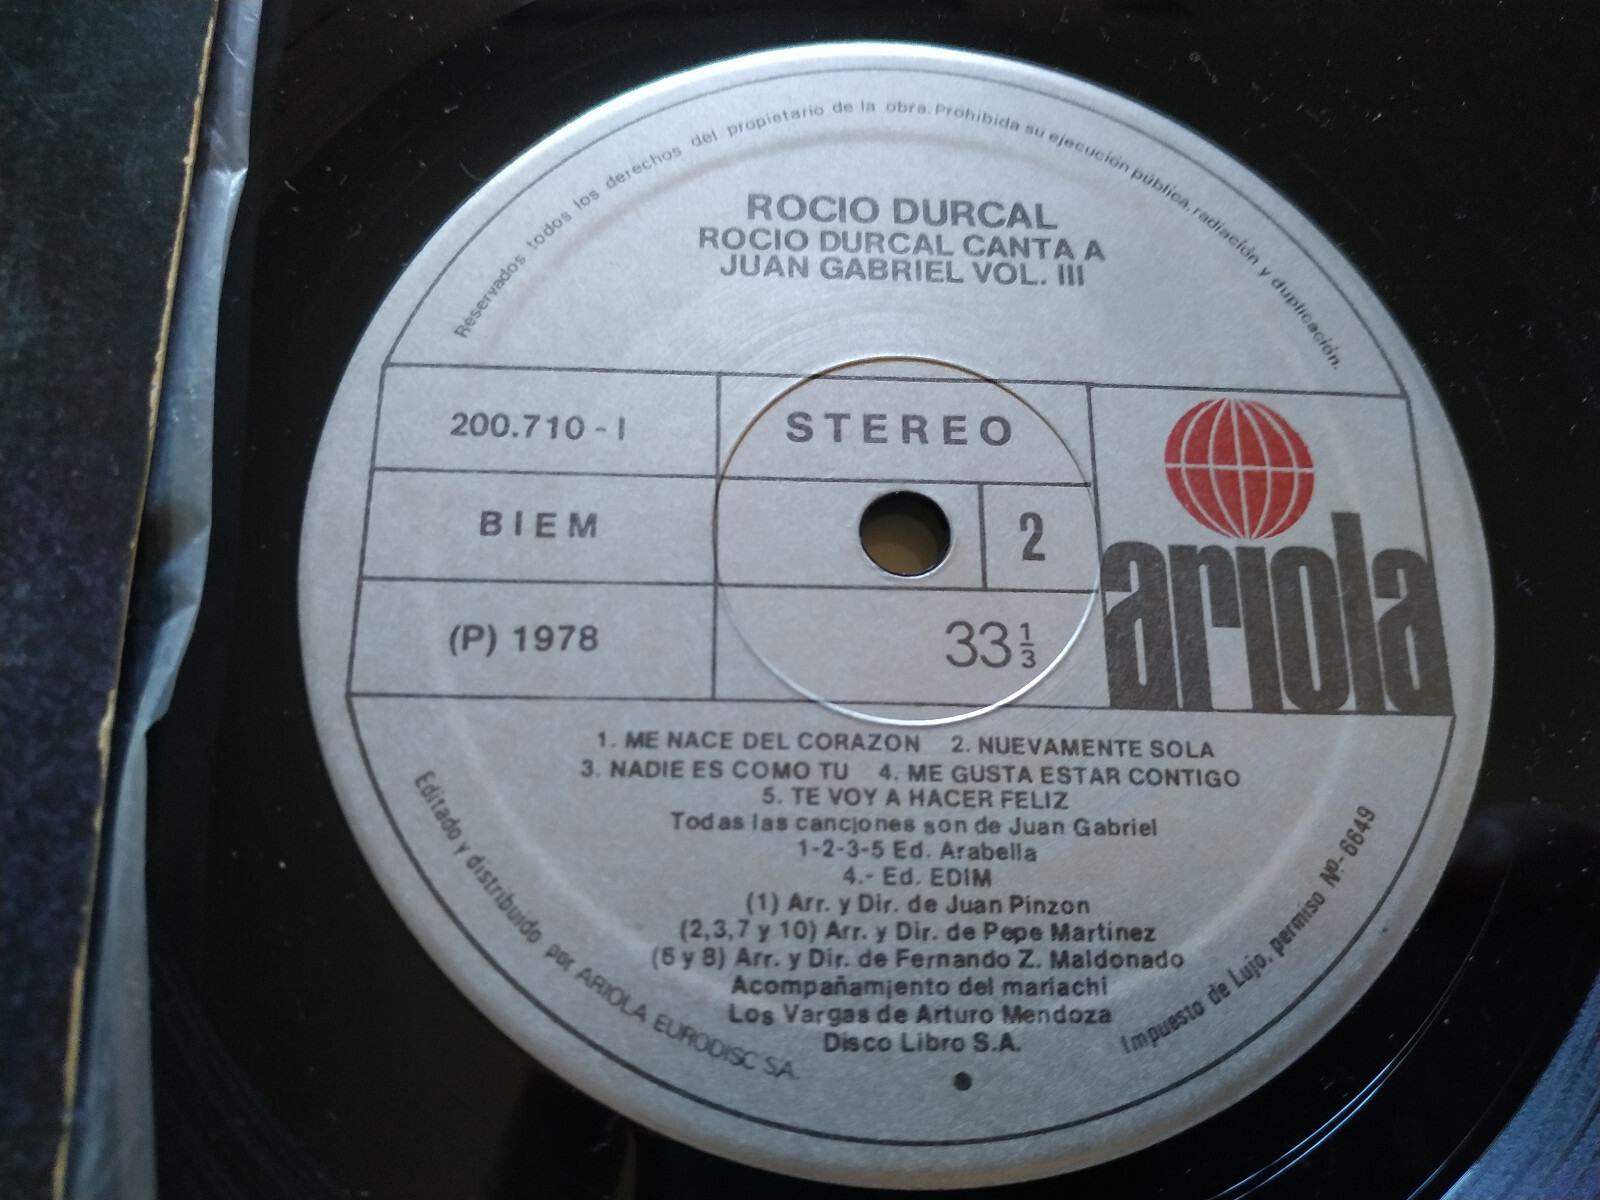 Reservados todos los derechos del propietario de la obra. Prohibida su ejecución pública, radiación y duplicación.
ROCIO DURCAL
ROCIO DURCAL CANTA A
JUAN GABRIEL VOL. III
200.710 - I
STEREO
BIEM
2
(P) 1978
33 1/3
ariola
1. ME NACE DEL CORAZON 2. NUEVAMENTE SOLA
3. NADIE ES COMO TU 4. ME GUSTA ESTAR CONTIGO
5. TE VOY A HACER FELIZ
Todas las canciones son de Juan Gabriel
1-2-3-5 Ed. Arabella
4.- Ed. EDIM
(1) Arr. y Dir. de Juan Pinzon
(2,3,7 y 10) Arr. y Dir. de Pepe Martinez
(6 y 8) Arr. y Dir. de Fernando Z. Maldonado
Acompañamiento del mariachi
Los Vargas de Arturo Mendoza
Disco Libro S.A.
Editado y distribuido por ARIOLA EURODISC S.A.
Impuesto de Lujo, permiso Nº- 6649